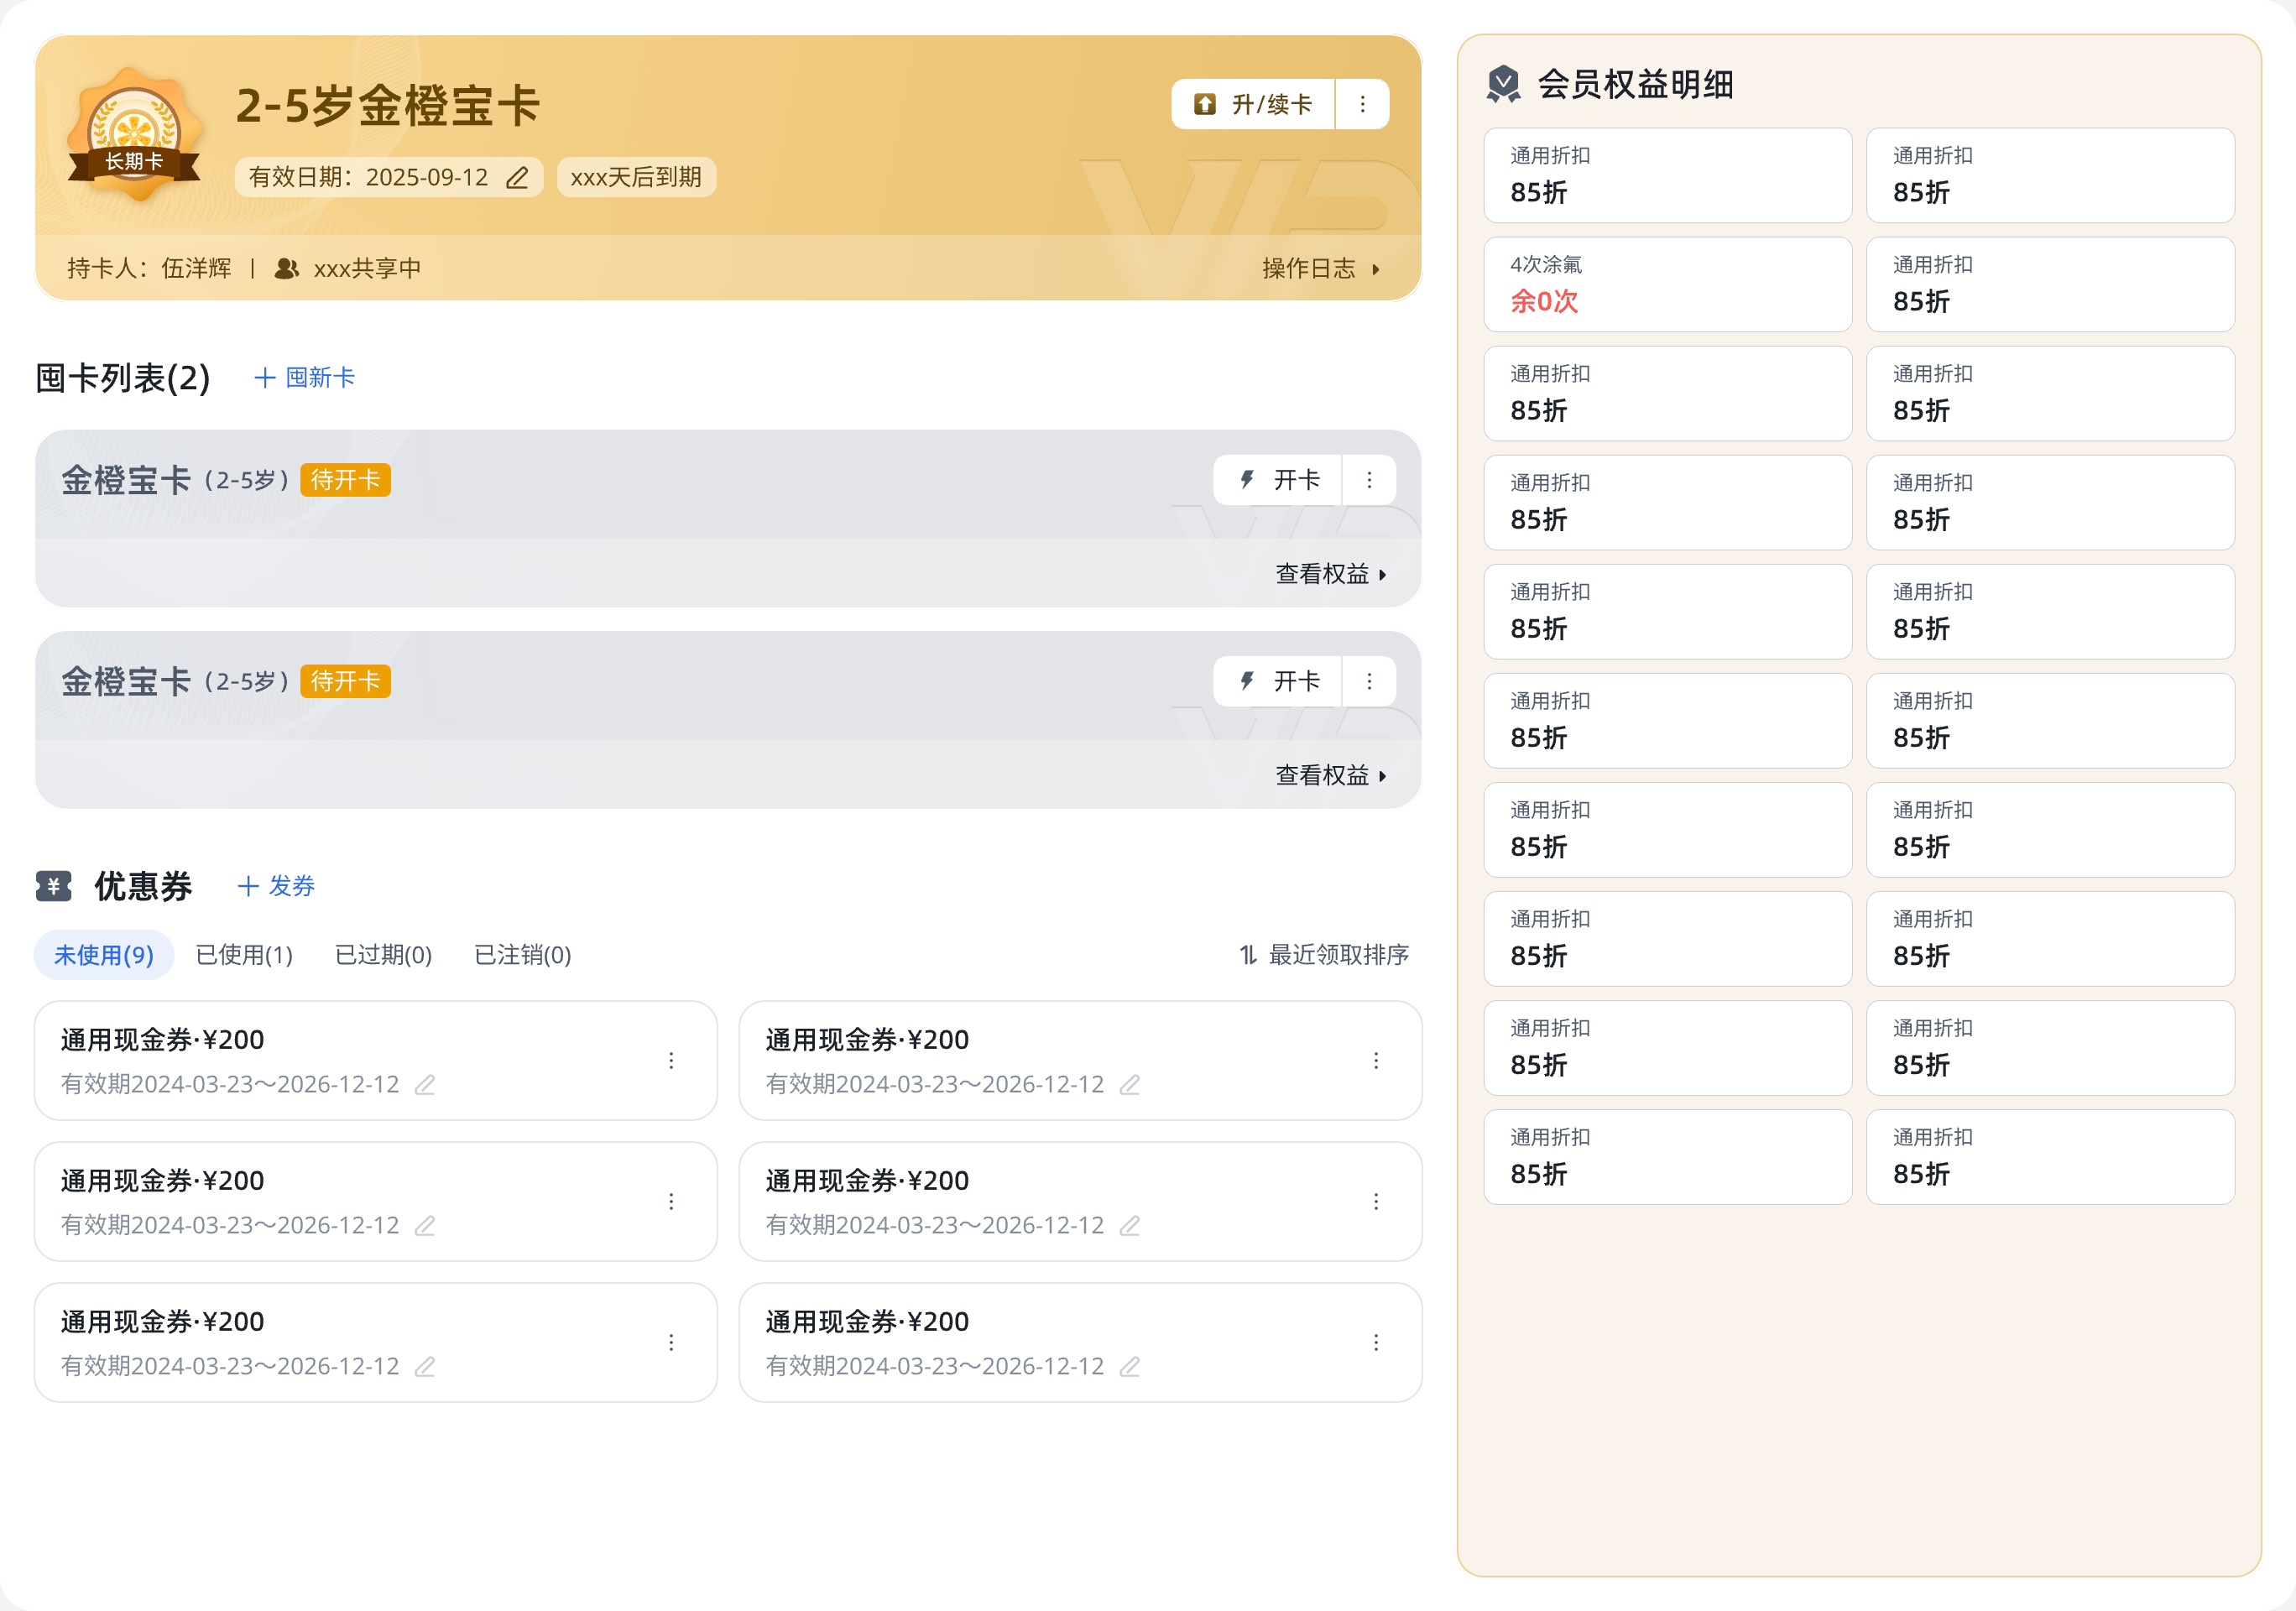 2-5岁金橙宝卡
升/续卡
长期卡
有效日期：2025-09-12
xxx天后到期
VIP
持卡人：伍洋辉 | xxx共享中
操作日志
囤卡列表(2)
囤新卡
金橙宝卡（2-5岁）待开卡
开卡
查看权益
金橙宝卡（2-5岁）待开卡
开卡
查看权益
¥ 优惠券
发券
未使用(9) 已使用(1) 已过期(0) 已注销(0)
最近领取排序
通用现金券·¥200
有效期2024-03-23～2026-12-12
通用现金券·¥200
有效期2024-03-23～2026-12-12
通用现金券·¥200
有效期2024-03-23～2026-12-12
通用现金券·¥200
有效期2024-03-23～2026-12-12
通用现金券·¥200
有效期2024-03-23～2026-12-12
通用现金券·¥200
有效期2024-03-23～2026-12-12
会员权益明细
通用折扣
85折
通用折扣
85折
4次涂氟
余0次
通用折扣
85折
通用折扣
85折
通用折扣
85折
通用折扣
85折
通用折扣
85折
通用折扣
85折
通用折扣
85折
通用折扣
85折
通用折扣
85折
通用折扣
85折
通用折扣
85折
通用折扣
85折
通用折扣
85折
通用折扣
85折
通用折扣
85折
通用折扣
85折
通用折扣
85折